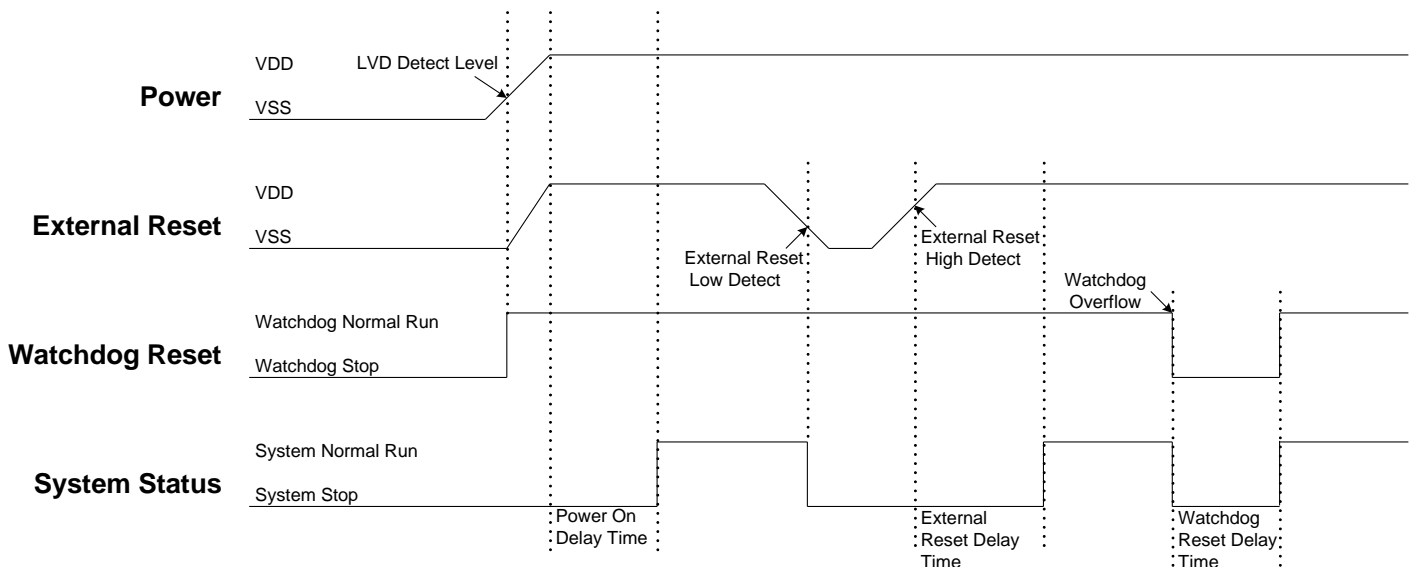 VDD
LVD Detect Level
Power
VSS
VDD
External Reset
VSS
External Reset
Low Detect
External Reset
High Detect
Watchdog
Overflow
Watchdog Normal Run
Watchdog Reset
Watchdog Stop
System Normal Run
System Status
System Stop
Power On
Delay Time
External
Reset Delay
Time
Watchdog
Reset Delay
Time